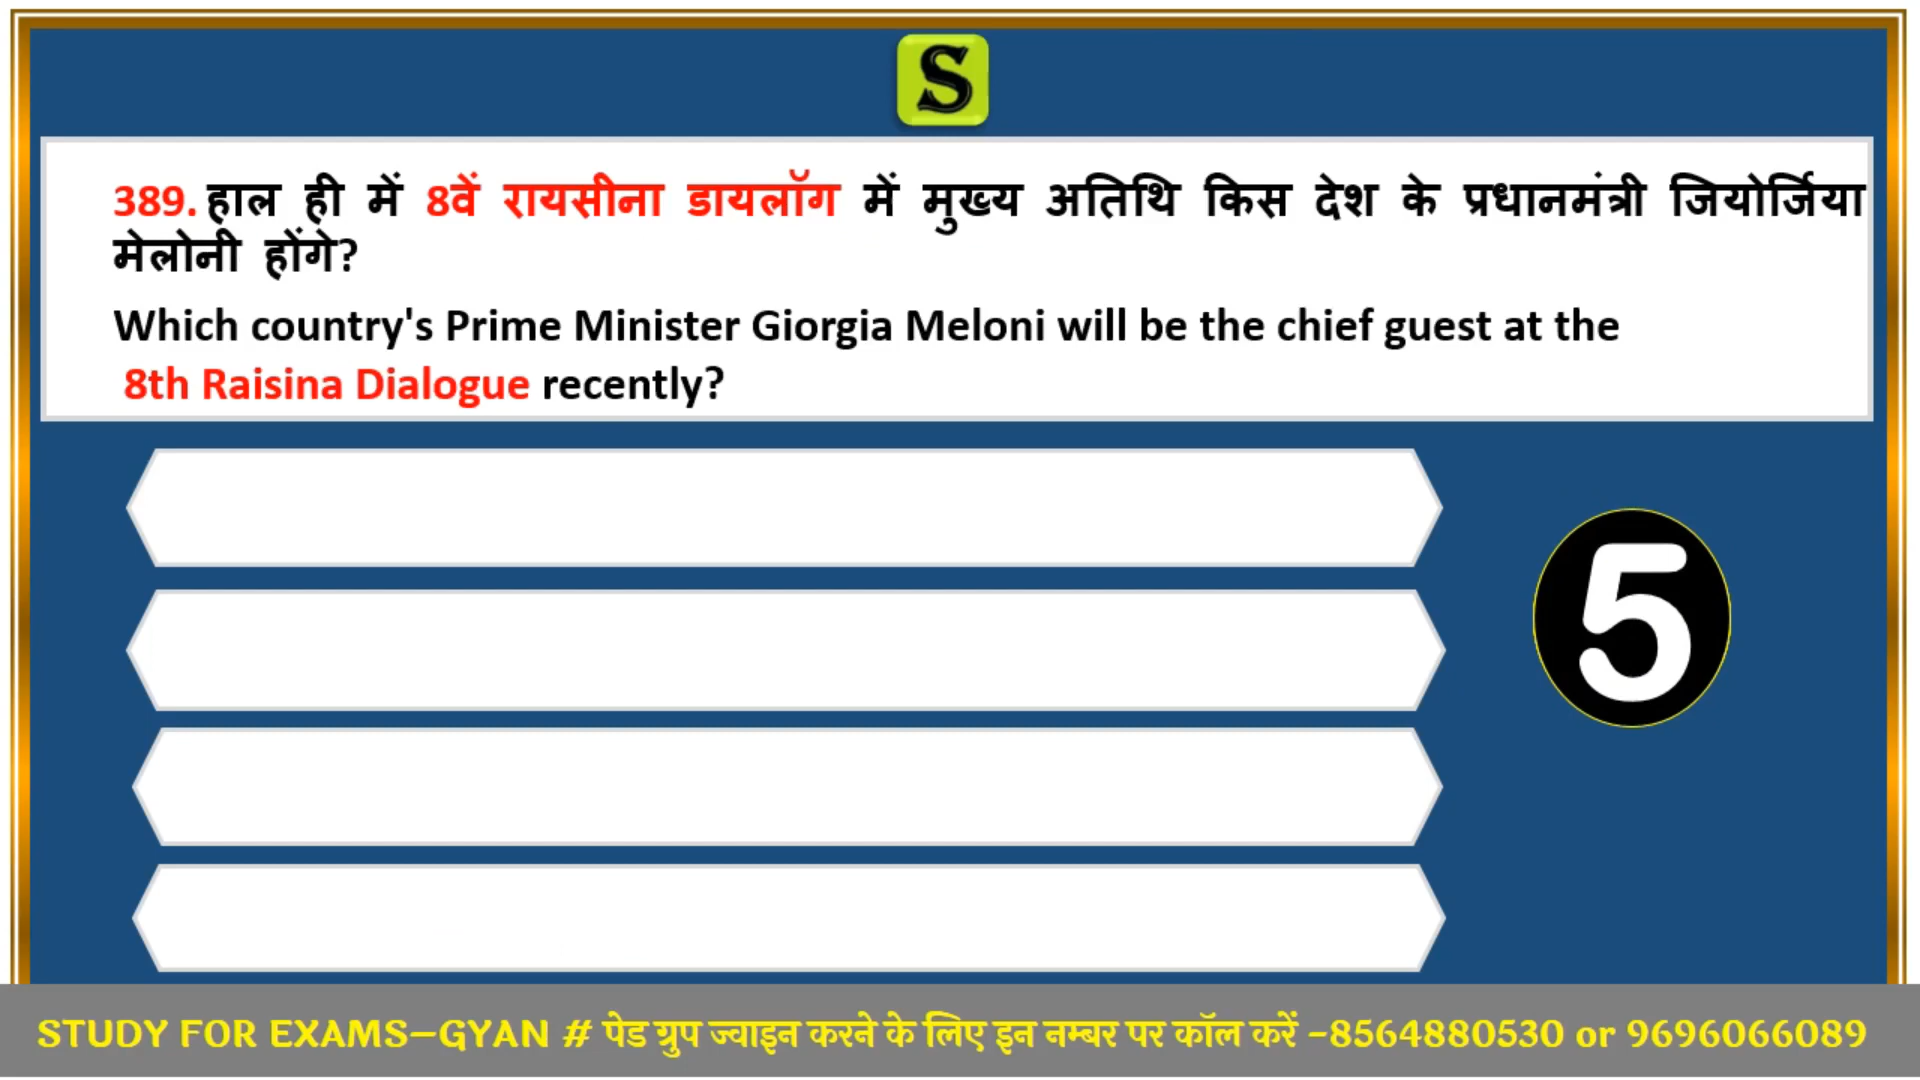 S
389. हाल ही में 8वें रायसीना डायलॉग में मुख्य अतिथि किस देश के प्रधानमंत्री जियोर्जिया
मेलोनी होंगे?
Which country's Prime Minister Giorgia Meloni will be the chief guest at the
8th Raisina Dialogue recently?
5
STUDY FOR EXAMS–GYAN # पेड ग्रुप ज्वाइन करने के लिए इन नम्बर पर कॉल करें -8564880530 or 9696066089